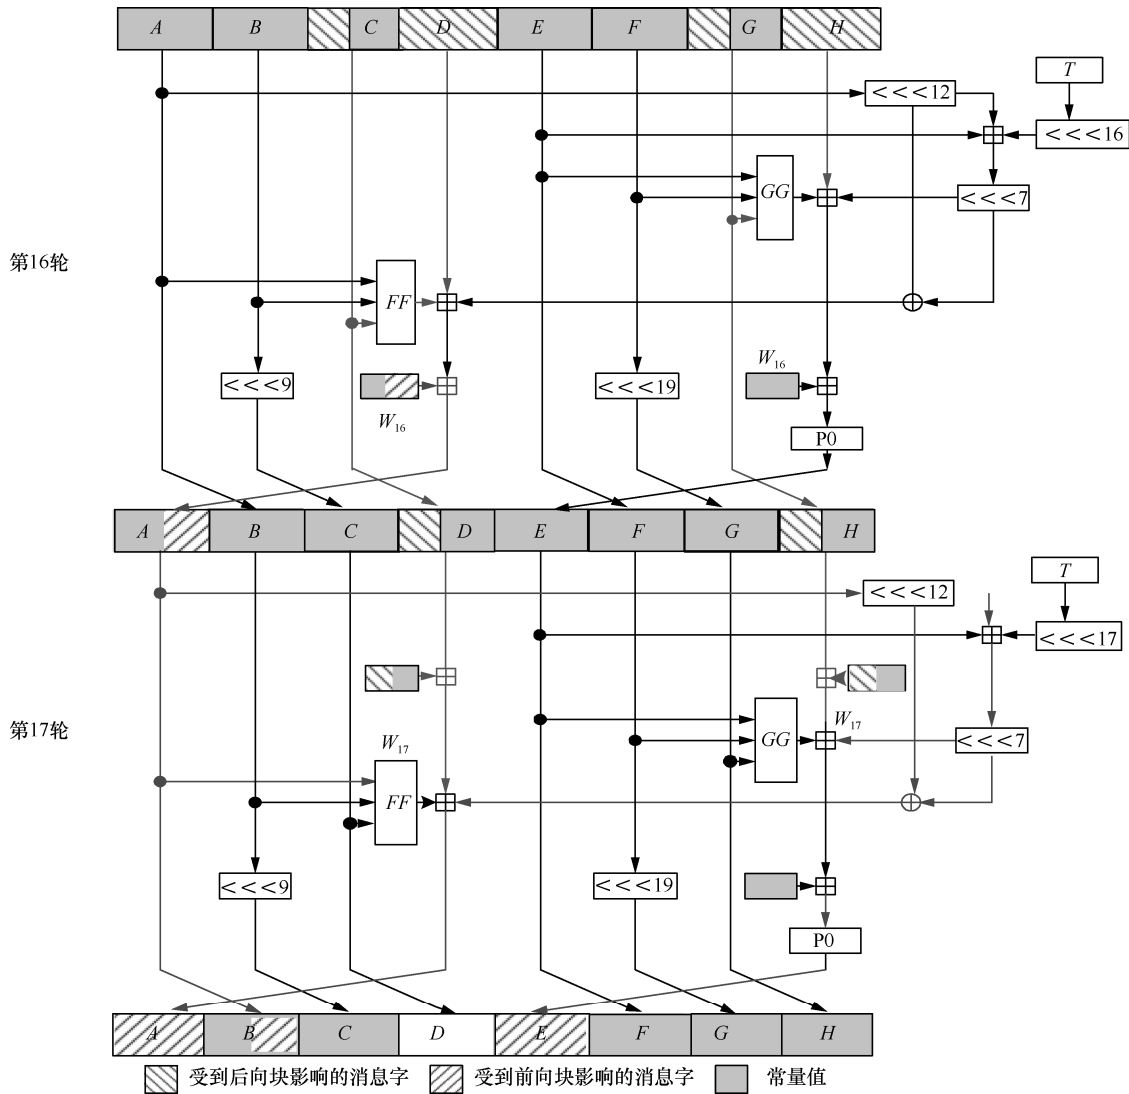 A B C D E F G H
T
<<<12
<<<16
GG
<<<7
第16轮
FF
W16
<<<9
<<<19
W16
P0
A B C D E F G H
T
<<<12
<<<17
W17
GG
<<<7
第17轮
W17
FF
<<<9
<<<19
P0
A B C D E F G H
受到后向块影响的消息字 受到前向块影响的消息字 常量值